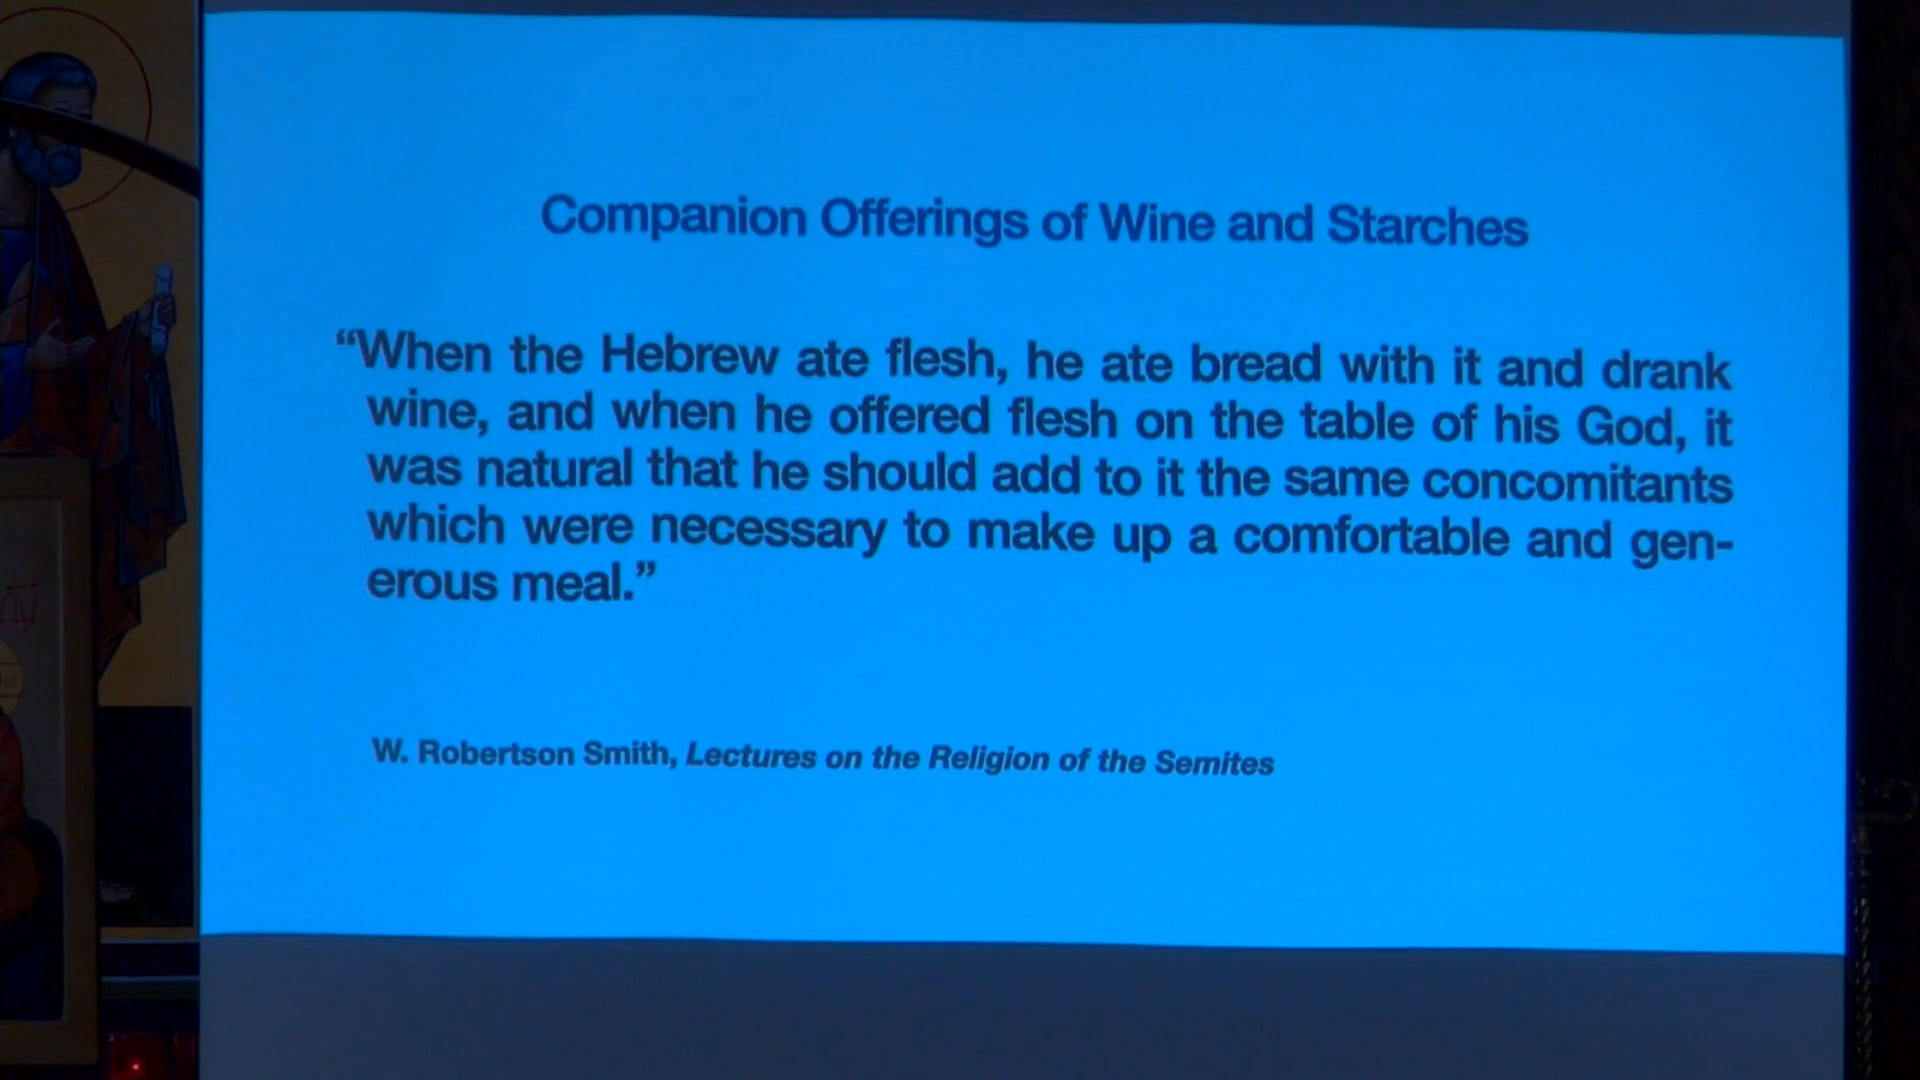 Companion Offerings of Wine and Starches
“When the Hebrew ate flesh, he ate bread with it and drank
wine, and when he offered flesh on the table of his God, it
was natural that he should add to it the same concomitants
which were necessary to make up a comfortable and gen-
erous meal.”
W. Robertson Smith, Lectures on the Religion of the Semites